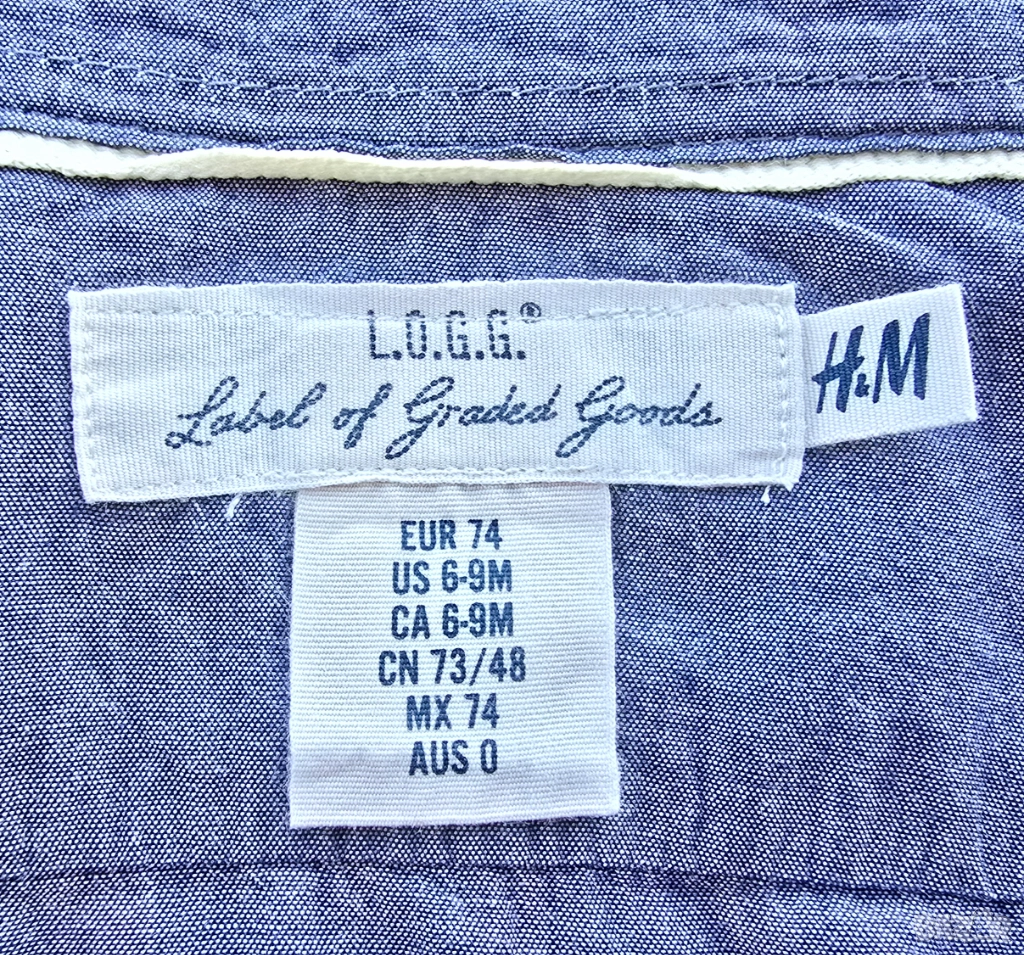 L.O.G.G.®
Label of Graded Goods
H&M
EUR 74
US 6-9M
CA 6-9M
CN 73/48
MX 74
AUS 0